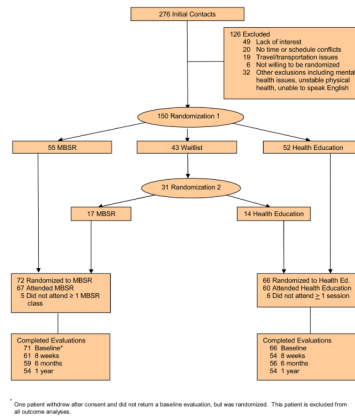 276 Initial Contacts
126 Excluded
49 Lack of interest
20 No time or schedule conflicts
19 Travel/transportation issues
6 Not willing to be randomized
32 Other exclusions including mental
health issues, unstable physical
health, unable to speak English
150 Randomization 1
55 MBSR
43 Waitlist
52 Health Education
31 Randomization 2
17 MBSR
14 Health Education
72 Randomized to MBSR
67 Attended MBSR
5 Did not attend ≥ 1 MBSR
class
66 Randomized to Health Ed.
60 Attended Health Education
6 Did not attend ≥ 1 session
Completed Evaluations
71 Baseline*
61 8 weeks
59 6 months
54 1 year
Completed Evaluations
66 Baseline
54 8 weeks
56 6 months
54 1 year
* One patient withdrew after consent and did not return a baseline evaluation, but was randomized. This patient is excluded from
all outcome analyses.